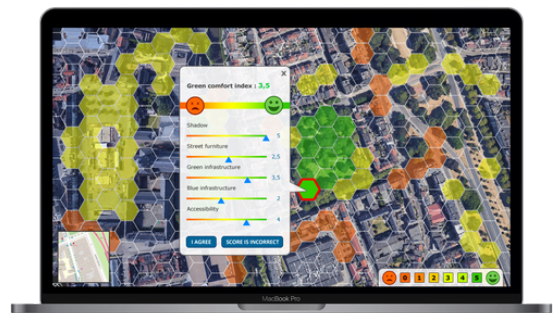 X
Green comfort index : 3,5
Shadow
5
Street furniture
2,5
Green infrastructure
3,5
Blue infrastructure
2
Accessibility
4
I AGREE SCORE IS INCORRECT
0 1 2 3 4 5
MacBook Pro